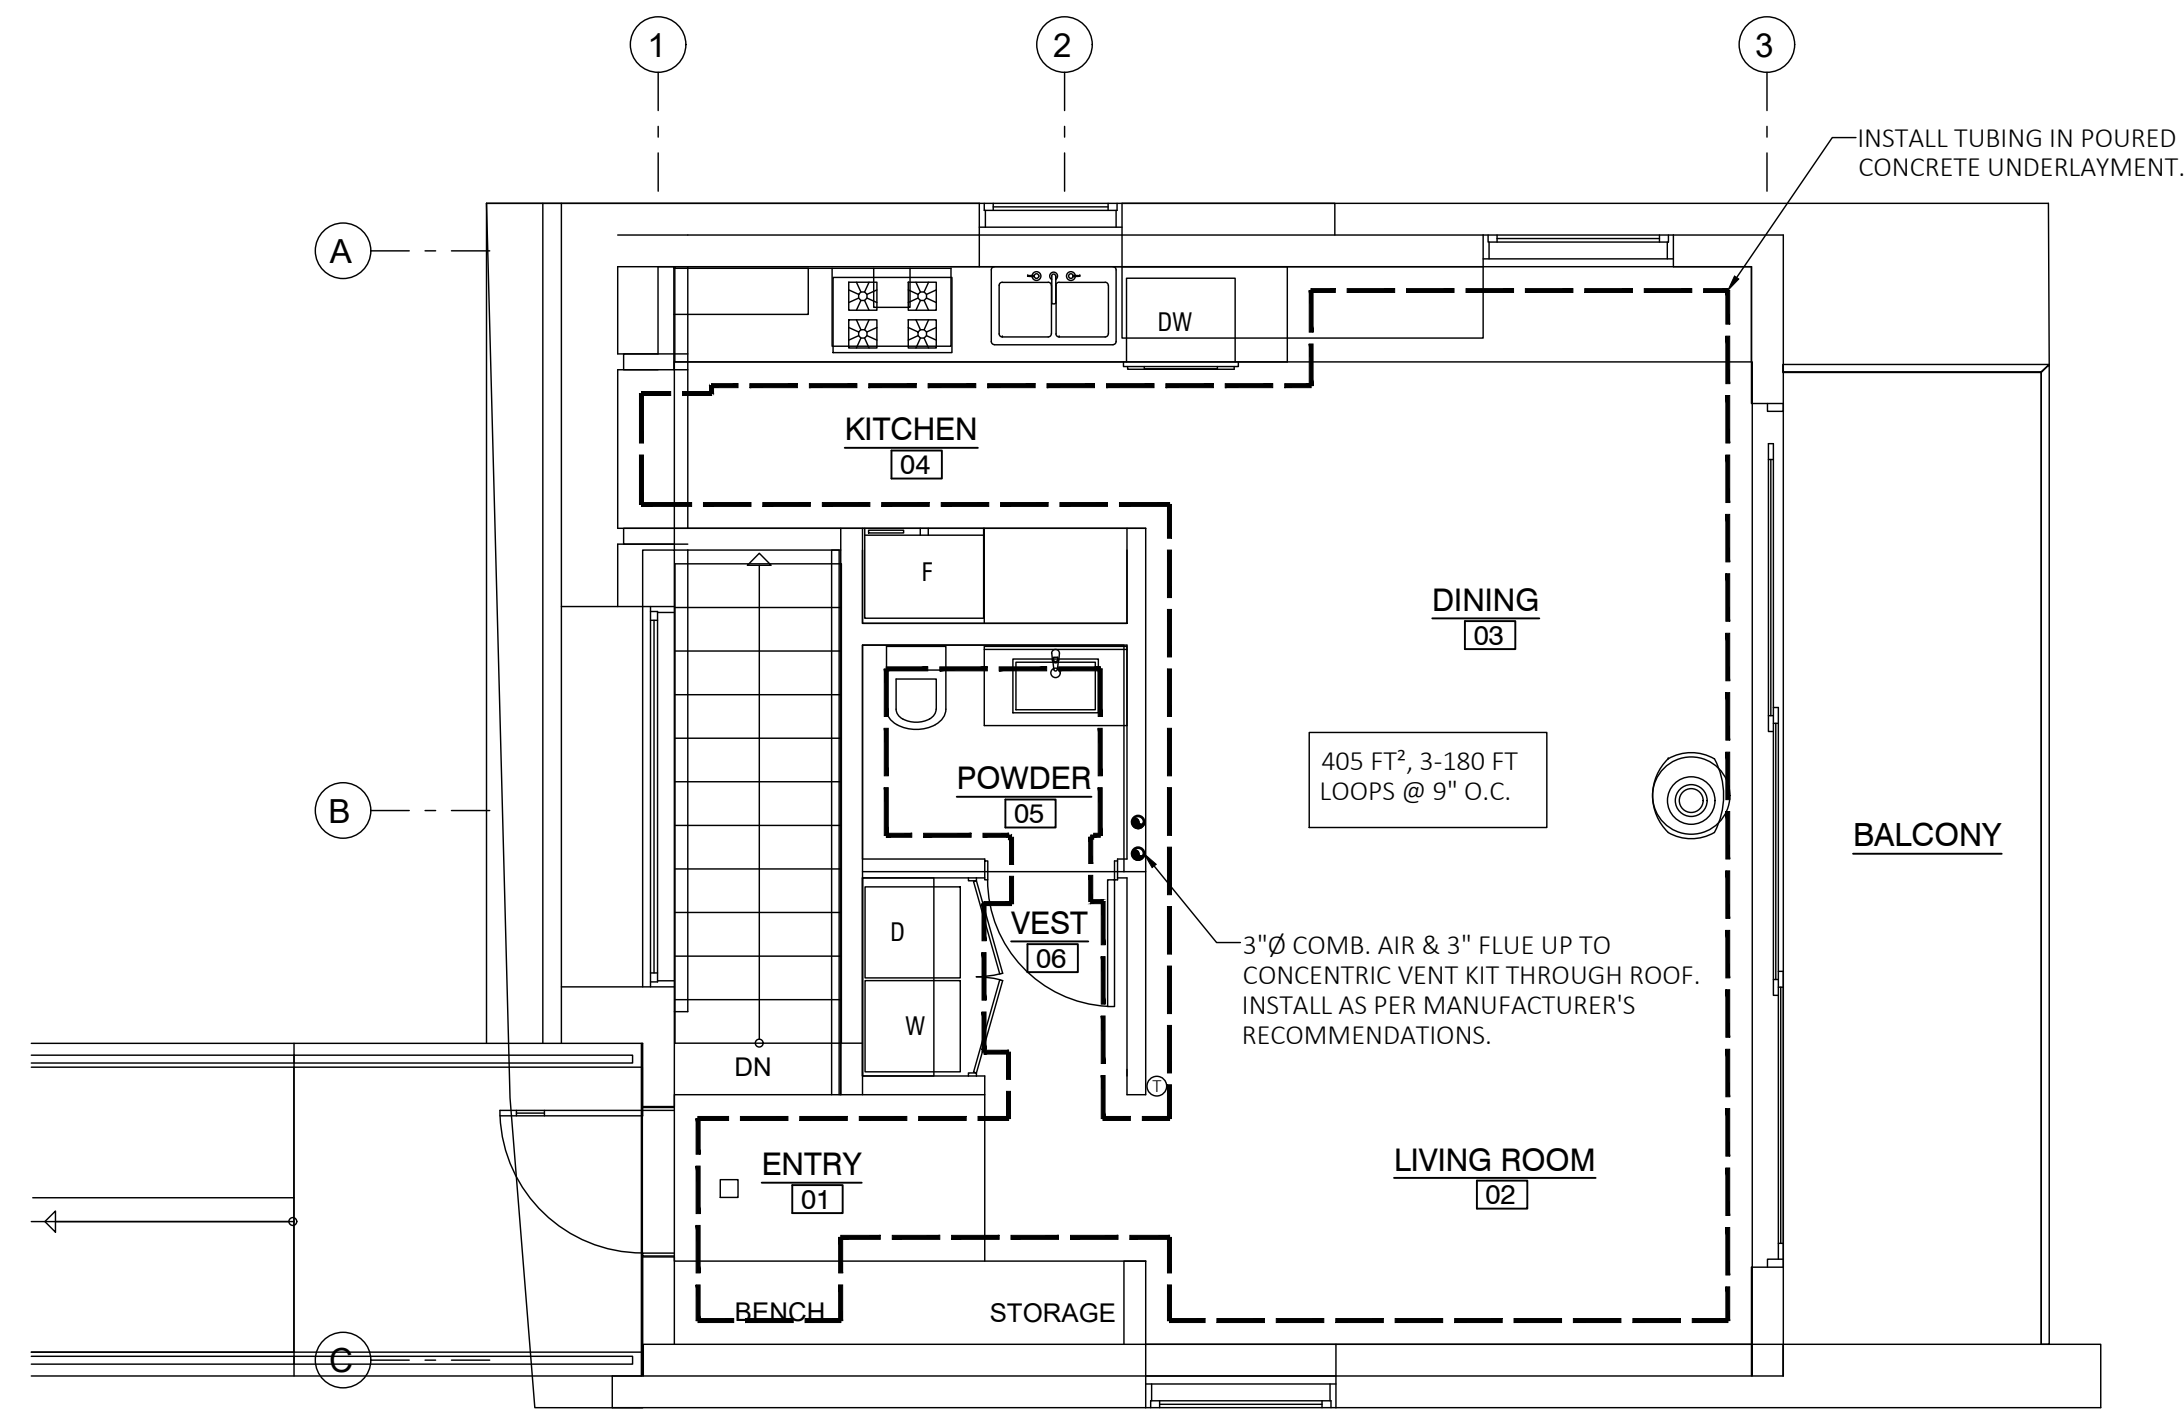 1
2
3
INSTALL TUBING IN POURED
CONCRETE UNDERLAYMENT.
A
DW
KITCHEN
04
F
DINING
03
405 FT², 3-180 FT
LOOPS @ 9" O.C.
POWDER
05
B
BALCONY
D
VEST
06
3"Ø COMB. AIR & 3" FLUE UP TO
CONCENTRIC VENT KIT THROUGH ROOF.
INSTALL AS PER MANUFACTURER'S
RECOMMENDATIONS.
W
DN
T
ENTRY
01
LIVING ROOM
02
BENCH
STORAGE
C